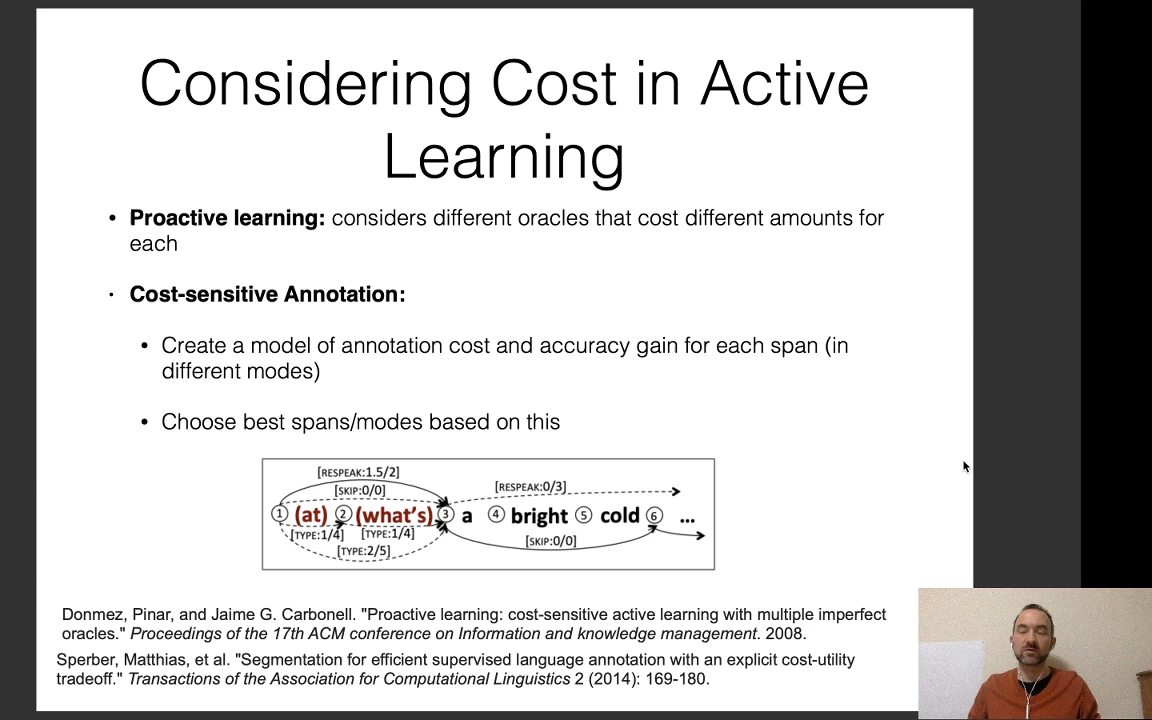 Considering Cost in Active
Learning
• Proactive learning: considers different oracles that cost different amounts for
each
• Cost-sensitive Annotation:
• Create a model of annotation cost and accuracy gain for each span (in
different modes)
• Choose best spans/modes based on this
[RESPEAK:1.5/2]
[SKIP:0/0]
[RESPEAK:0/3]
① (at) ② (what's) ③ a ④ bright ⑤ cold ⑥ ...
[TYPE:1/4] [TYPE:1/4]
[TYPE:2/5]
[SKIP:0/0]
Donmez, Pinar, and Jaime G. Carbonell. "Proactive learning: cost-sensitive active learning with multiple imperfect
oracles." Proceedings of the 17th ACM conference on Information and knowledge management. 2008.
Sperber, Matthias, et al. "Segmentation for efficient supervised language annotation with an explicit cost-utility
tradeoff." Transactions of the Association for Computational Linguistics 2 (2014): 169-180.